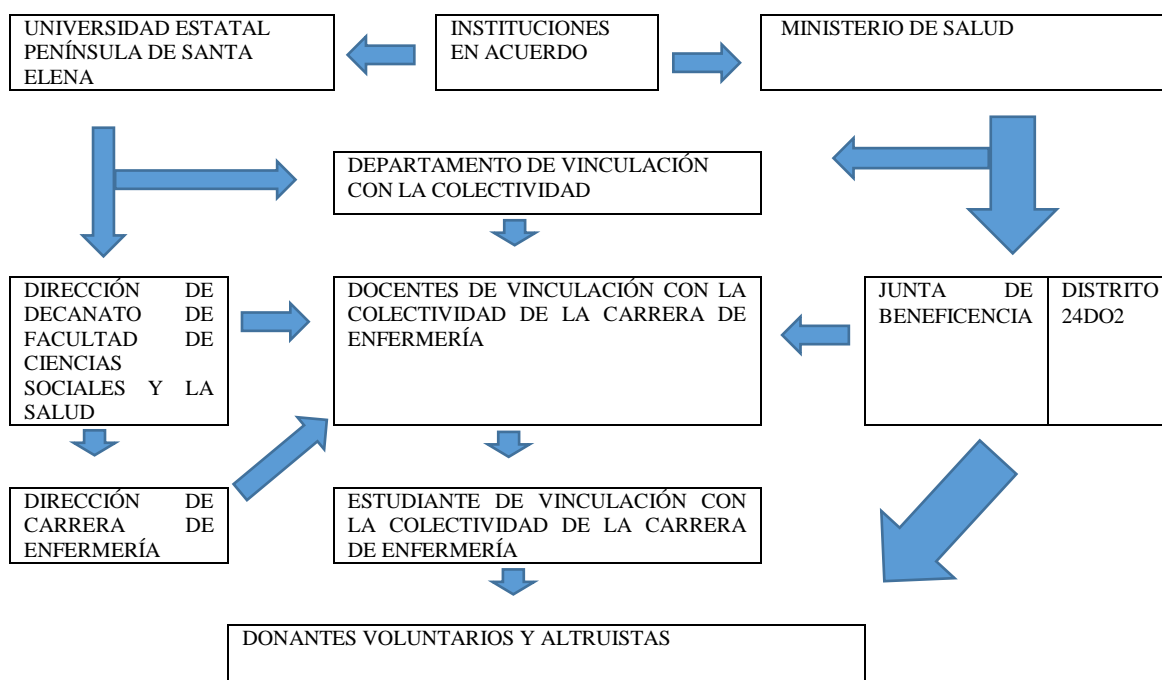 UNIVERSIDAD ESTATAL
PENÍNSULA DE SANTA
ELENA
INSTITUCIONES
EN ACUERDO
MINISTERIO DE SALUD
DEPARTAMENTO DE VINCULACIÓN
CON LA COLECTIVIDAD
DIRECCIÓN DE
DECANATO DE
FACULTAD DE
CIENCIAS
SOCIALES Y LA
SALUD
DOCENTES DE VINCULACIÓN CON LA
COLECTIVIDAD DE LA CARRERA DE
ENFERMERÍA
JUNTA DE
BENEFICENCIA
DISTRITO
24DO2
DIRECCIÓN DE
CARRERA DE
ENFERMERÍA
ESTUDIANTE DE VINCULACIÓN CON
LA COLECTIVIDAD DE LA CARRERA
DE ENFERMERÍA
DONANTES VOLUNTARIOS Y ALTRUISTAS